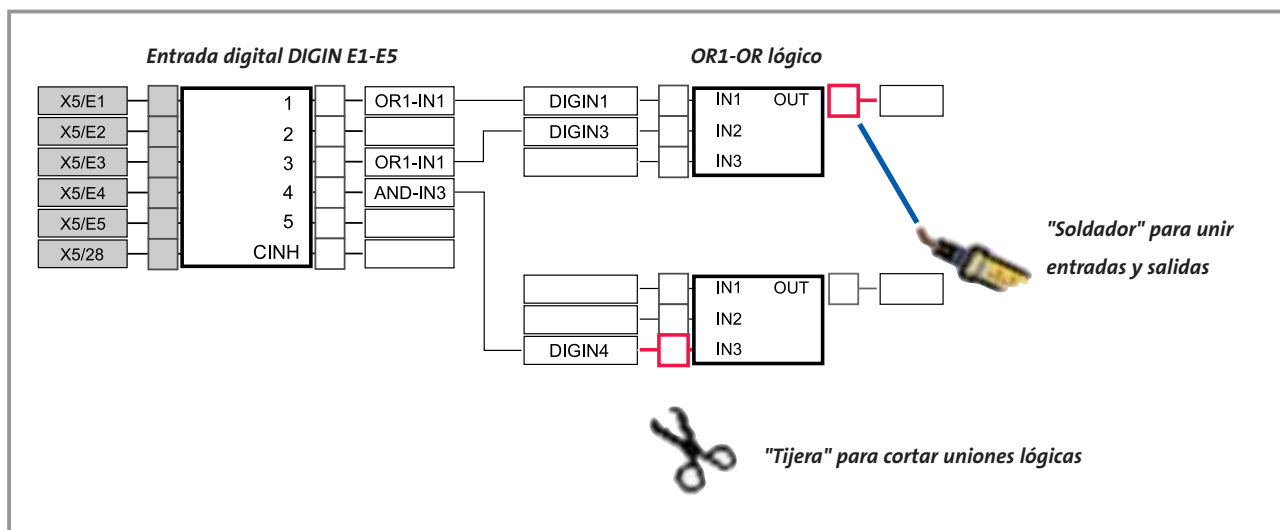 Entrada digital DIGIN E1-E5
X5/E1
X5/E2
X5/E3
X5/E4
X5/E5
X5/28
1
2
3
4
5
CINH
OR1-IN1
OR1-IN1
AND-IN3
OR1-OR lógico
DIGIN1
DIGIN3
IN1 OUT
IN2
IN3
"Soldador" para unir
entradas y salidas
DIGIN4
IN1 OUT
IN2
IN3
"Tijera" para cortar uniones lógicas